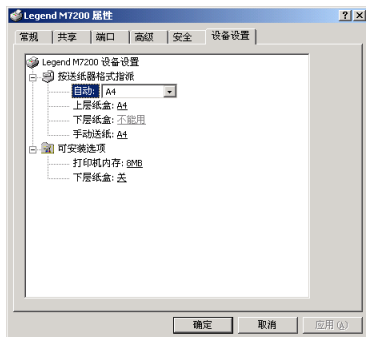 Legend M7200 属性
常规 共享 端口 高级 安全 设备设置
Legend M7200 设备设置
按送纸器格式指派
自动: A4
上层纸盒: A4
下层纸盒: 不能用
手动送纸: A4
可安装选项
打印机内存: 8MB
下层纸盒: 关
确定 取消 应用(A)